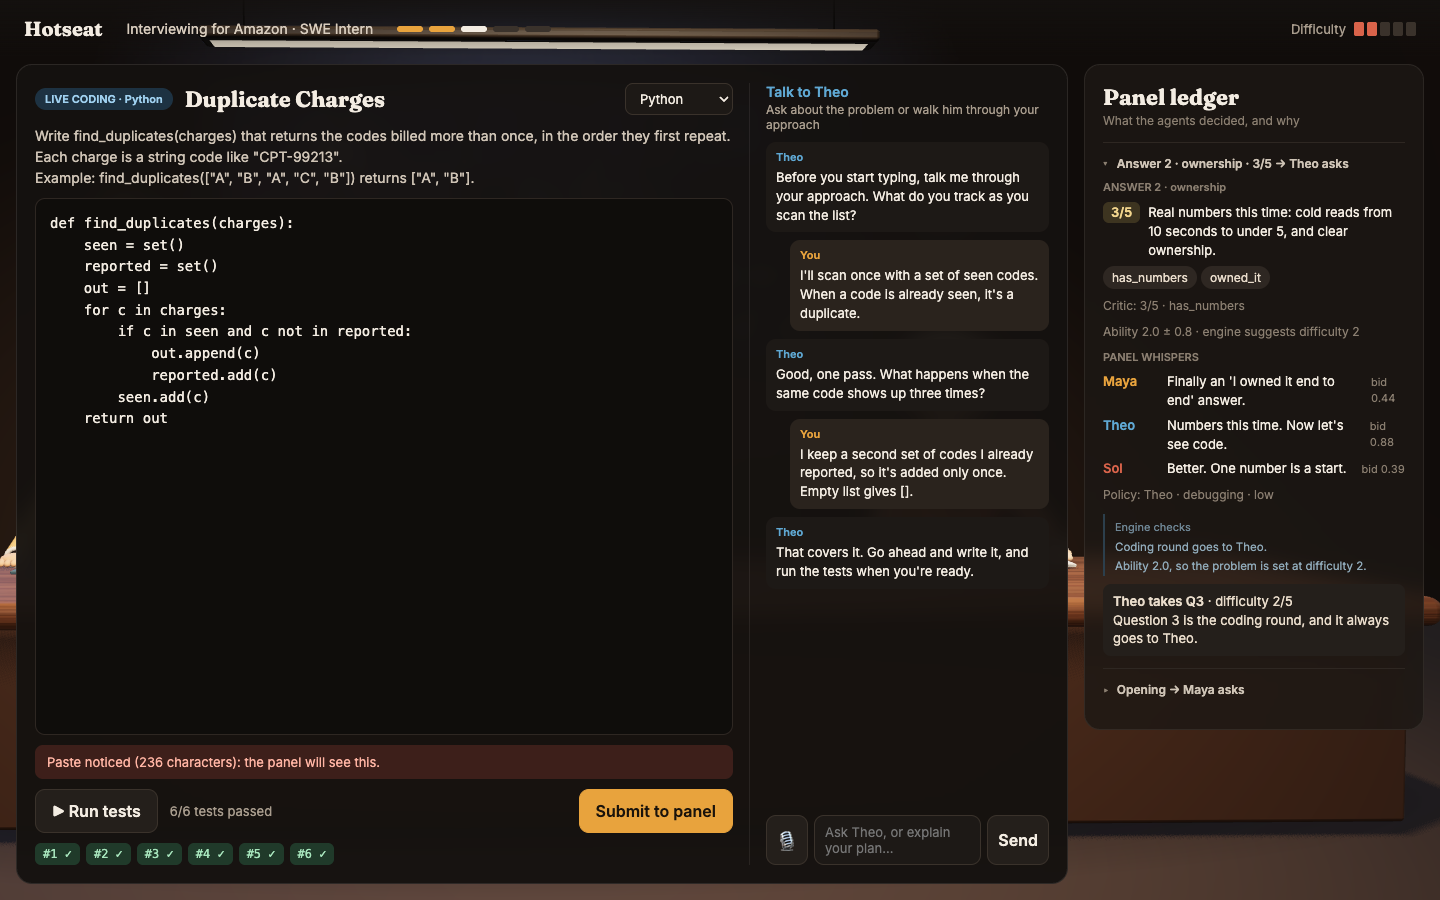 Hotseat
Interviewing for Amazon · SWE Intern
Difficulty
LIVE CODING · Python
Duplicate Charges
Python
Write find_duplicates(charges) that returns the codes billed more than once, in the order they first repeat.
Each charge is a string code like "CPT-99213".
Example: find_duplicates(["A", "B", "A", "C", "B"]) returns ["A", "B"].
def find_duplicates(charges):
    seen = set()
    reported = set()
    out = []
    for c in charges:
        if c in seen and c not in reported:
            out.append(c)
            reported.add(c)
        seen.add(c)
    return out
Paste noticed (236 characters): the panel will see this.
▶ Run tests
6/6 tests passed
Submit to panel
#1 ✓
#2 ✓
#3 ✓
#4 ✓
#5 ✓
#6 ✓
Talk to Theo
Ask about the problem or walk him through your
approach
Theo
Before you start typing, talk me through
your approach. What do you track as you
scan the list?
You
I'll scan once with a set of seen codes.
When a code is already seen, it's a
duplicate.
Theo
Good, one pass. What happens when the
same code shows up three times?
You
I keep a second set of codes I already
reported, so it's added only once.
Empty list gives [].
Theo
That covers it. Go ahead and write it, and
run the tests when you're ready.
Ask Theo, or explain
your plan...
Send
Panel ledger
What the agents decided, and why
Answer 2 · ownership · 3/5 → Theo asks
ANSWER 2 · ownership
3/5
Real numbers this time: cold reads from
10 seconds to under 5, and clear
ownership.
has_numbers
owned_it
Critic: 3/5 · has_numbers
Ability 2.0 ± 0.8 · engine suggests difficulty 2
PANEL WHISPERS
Maya
Finally an 'I owned it end to
end' answer.
bid
0.44
Theo
Numbers this time. Now let's
see code.
bid
0.88
Sol
Better. One number is a start.
bid 0.39
Policy: Theo · debugging · low
Engine checks
Coding round goes to Theo.
Ability 2.0, so the problem is set at difficulty 2.
Theo takes Q3 · difficulty 2/5
Question 3 is the coding round, and it always
goes to Theo.
Opening → Maya asks